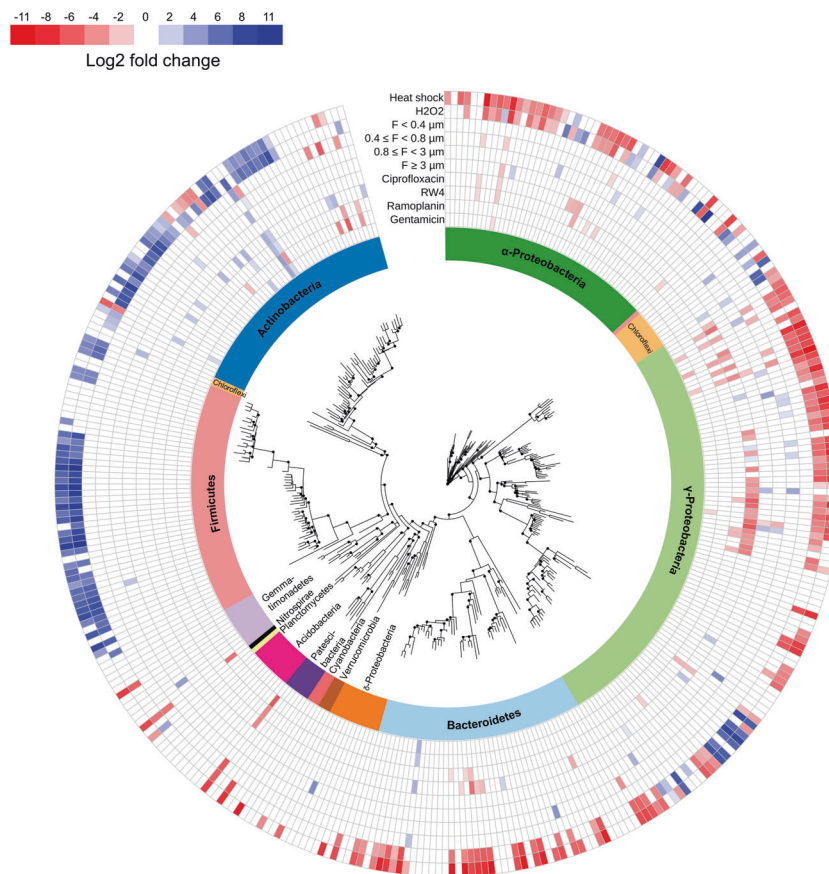 -11 -8 -6 -4 -2 0 2 4 6 8 11
Log2 fold change
Heat shock
H2O2
F < 0.4 µm
0.4 ≤ F < 0.8 µm
0.8 ≤ F < 3 µm
F ≥ 3 µm
Ciprofloxacin
RW4
Ramoplanin
Gentamicin
α-Proteobacteria
Chloroflexi
γ-Proteobacteria
Bacteroidetes
δ-Proteobacteria
Verrucomicrobia
Cyanobacteria
Patesci-
bacteria
Acidobacteria
Planctomycetes
Nitrospirae
Gemma-
timonadetes
Firmicutes
Chloroflexi
Actinobacteria